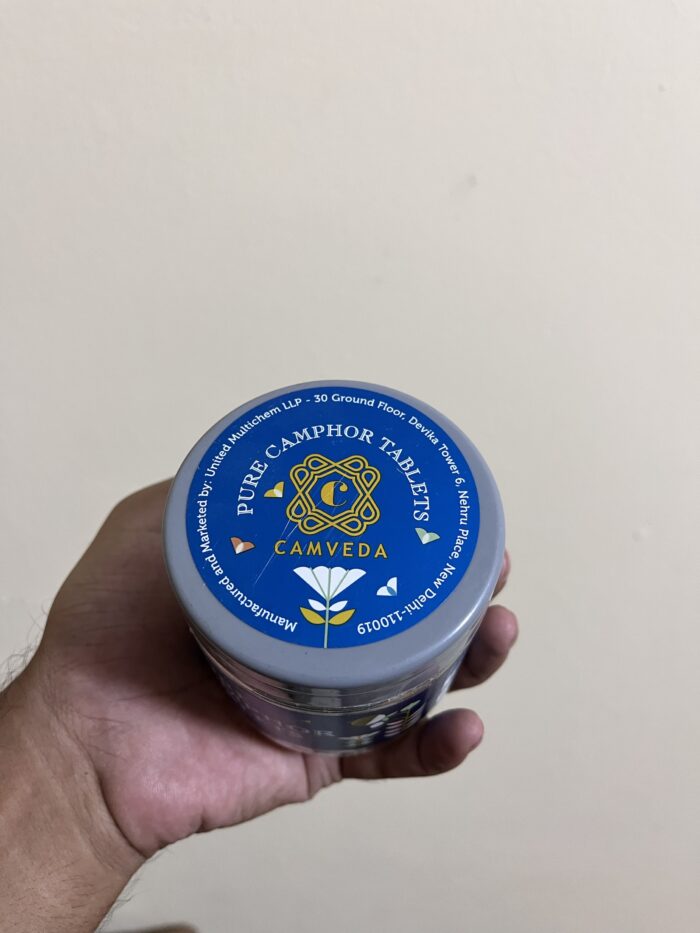 Manufactured and Marketed by: United Multichem LLP - 30 Ground Floor, Devika Tower 6, Nehru Place, New Delhi-110019
PURE CAMPHOR TABLETS
C
CAMVEDA